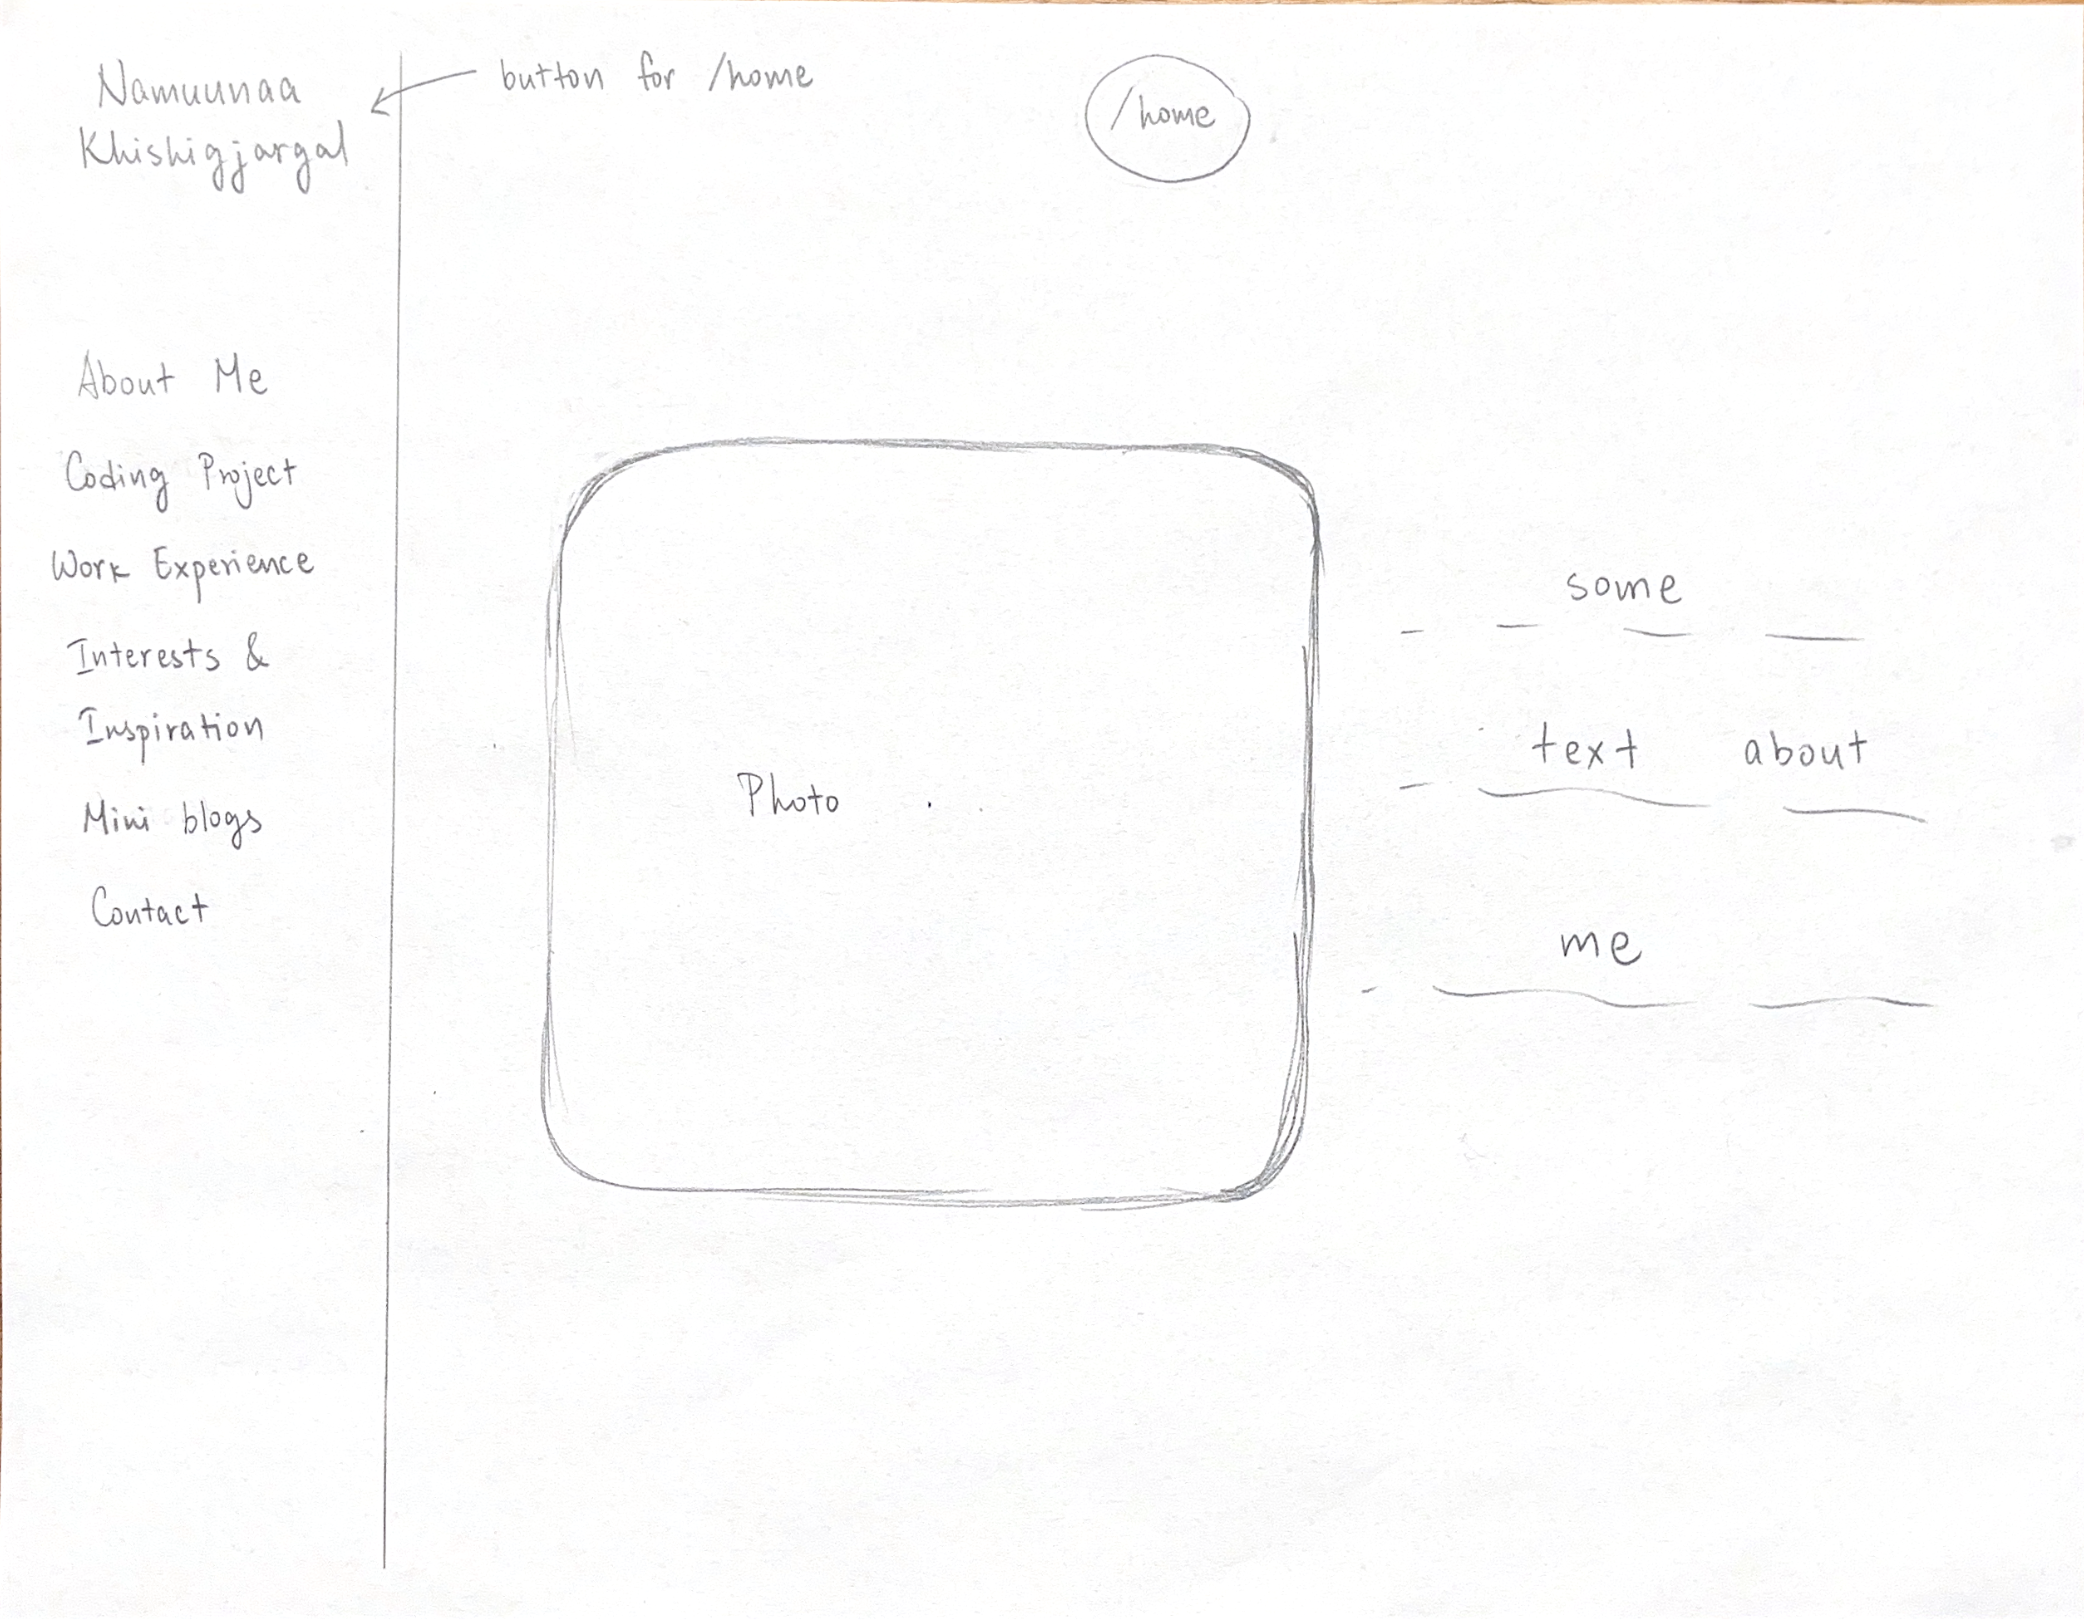 Namuunaa
Khishigjargal
button for /home
/home
About Me
Coding Project
Work Experience
Interests &
Inspiration
Mini blogs
Contact
Photo
some
text about
me